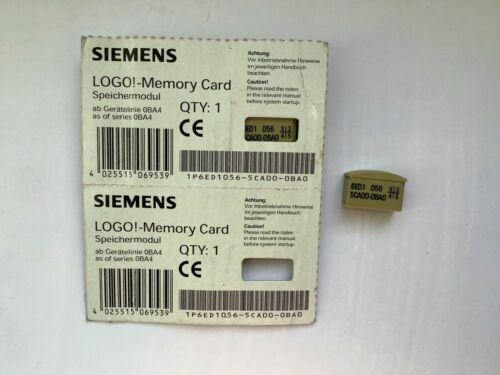 SIEMENS
LOGO!-Memory Card
Speichermodul
ab Gerätelinie 0BA4
as of series 0BA4
QTY: 1
CE
4 025515 069539
Achtung:
Vor Inbetriebnahme Hinweise
im jeweiligen Handbuch
beachten.
Caution!
Please read the notes
in the relevant manual
before system startup.
6ED1 056 XL3
5CA00-0BA0 41S
1P6ED1056-5CA00-0BA0
SIEMENS
LOGO!-Memory Card
Speichermodul
ab Gerätelinie 0BA4
as of series 0BA4
QTY: 1
CE
4 025515 069539
Achtung:
Vor Inbetriebnahme Hinweise
im jeweiligen Handbuch
beachten.
Caution!
Please read the notes
in the relevant manual
before system startup.
1P6ED1056-5CA00-0BA0
6ED1 056 XL3
5CA00-0BA0 41S